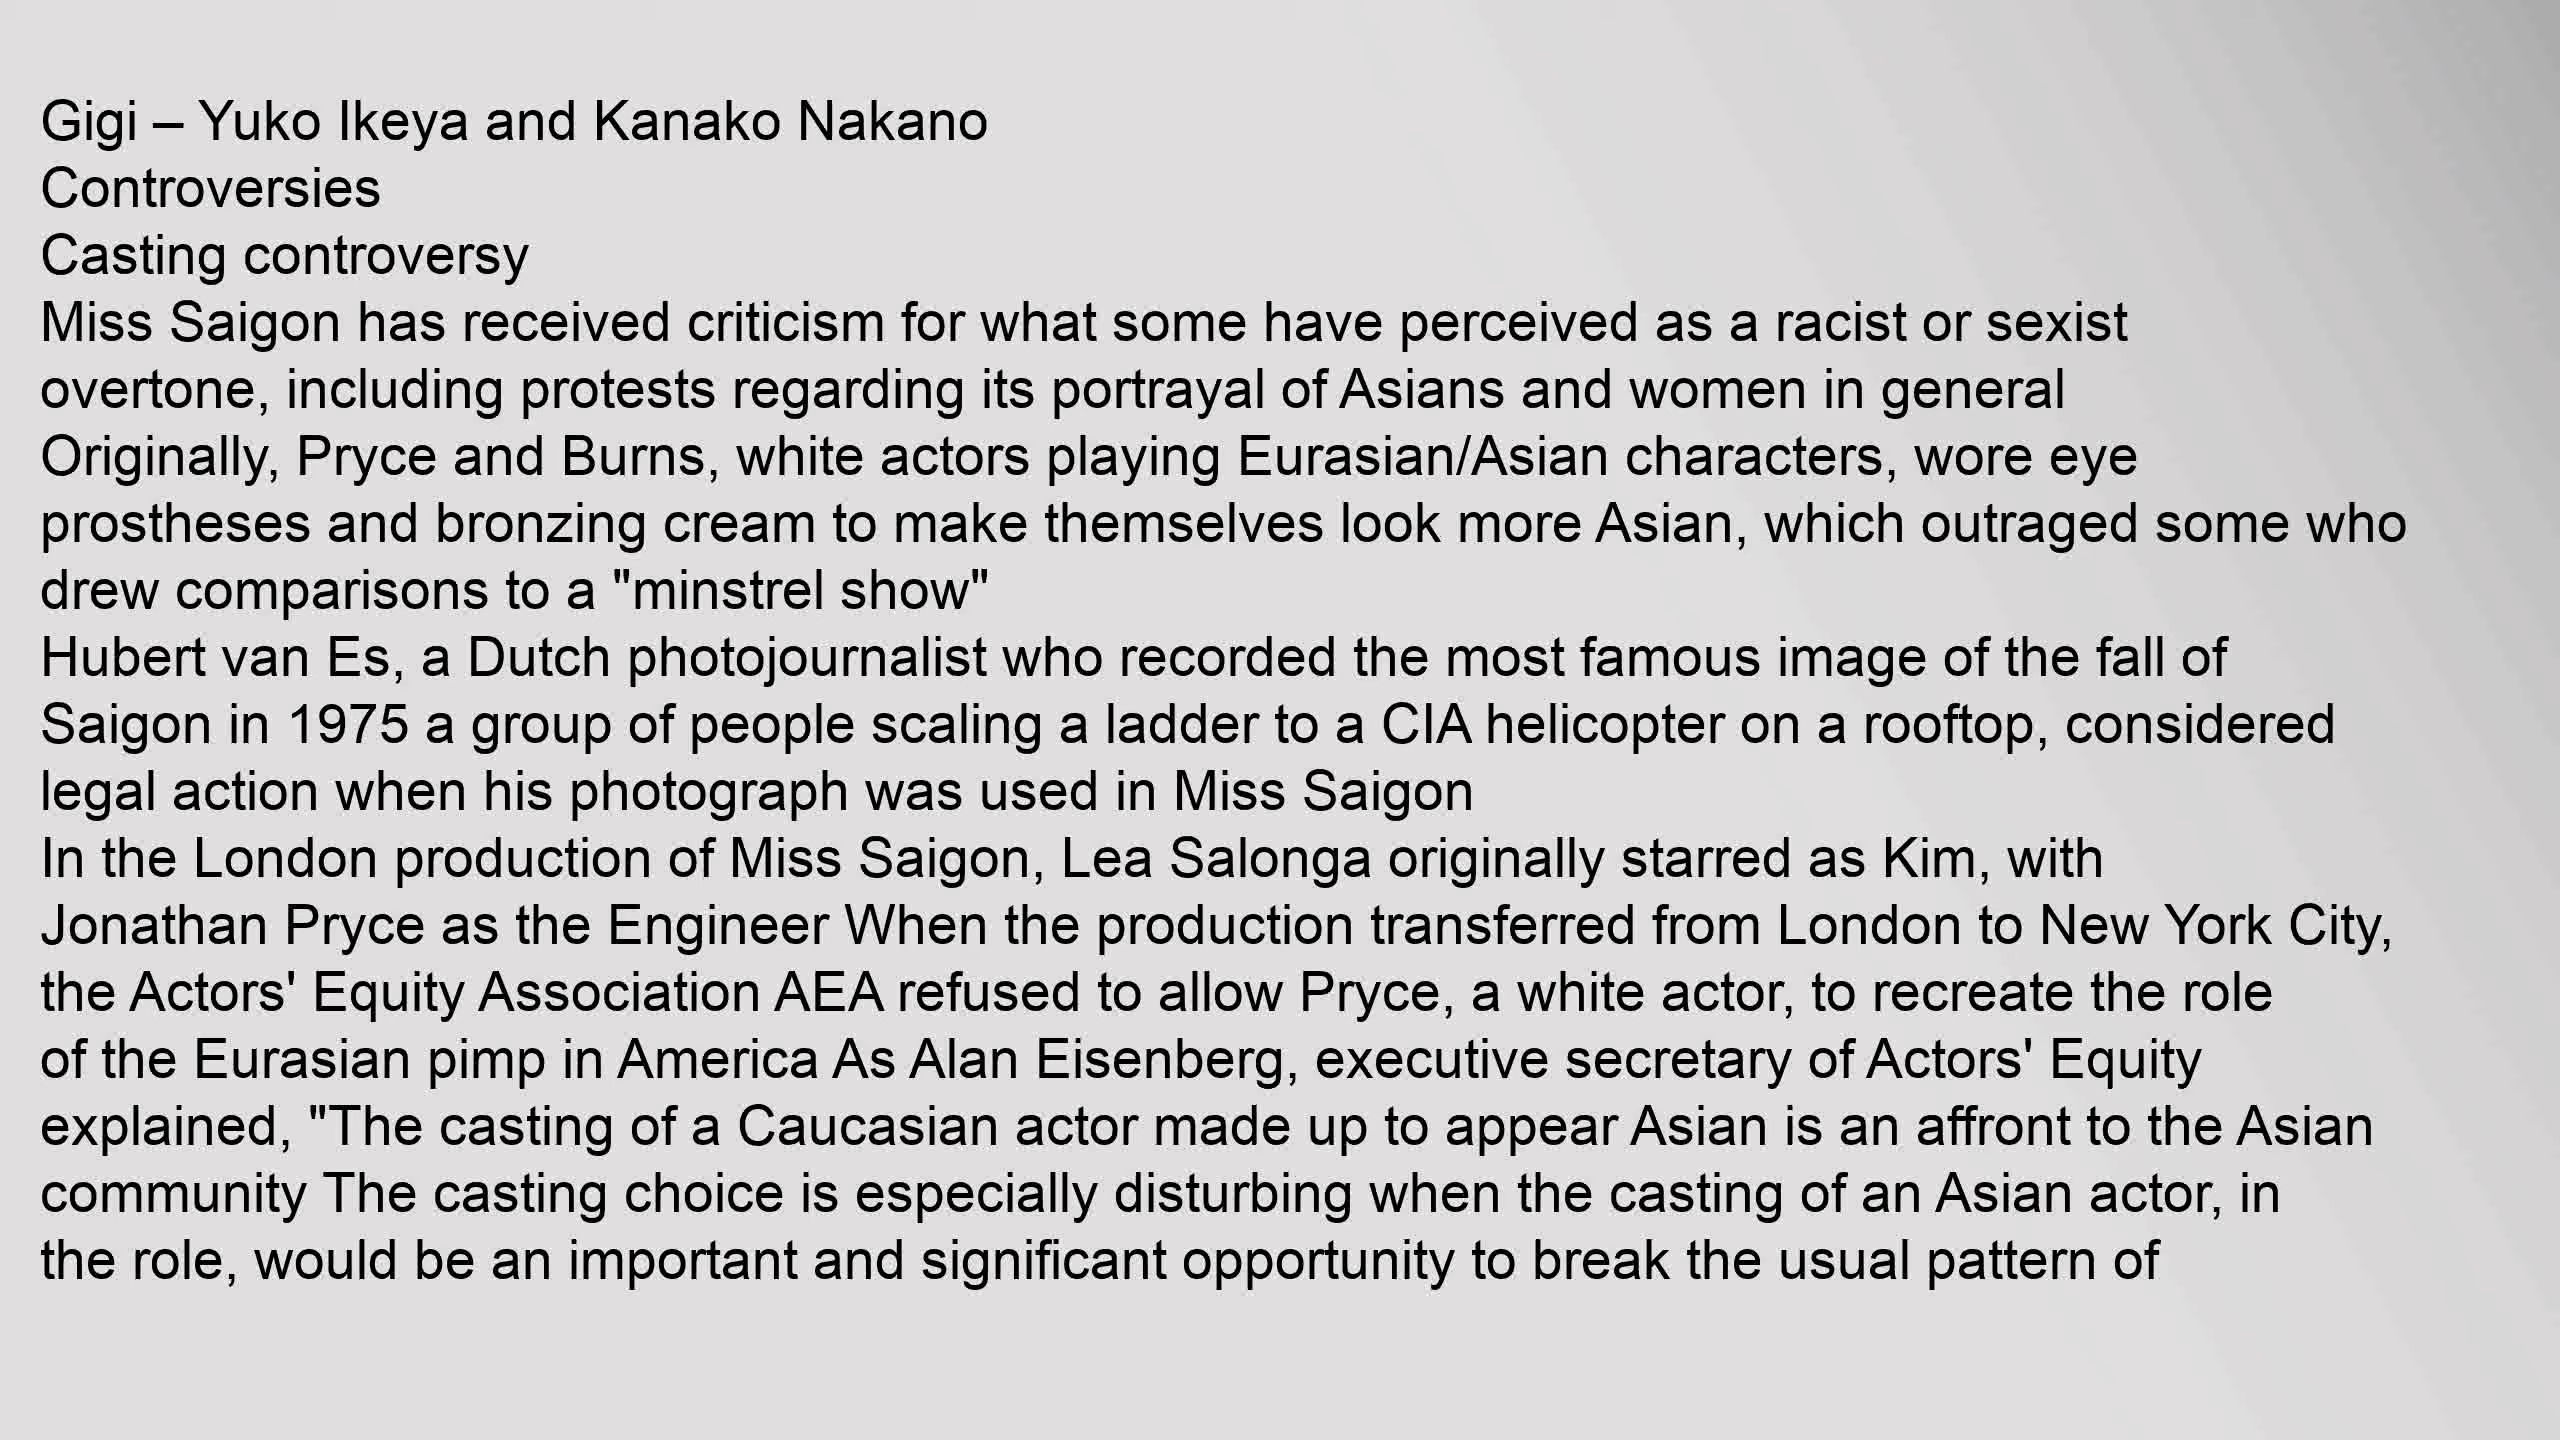 Gigi – Yuko Ikeya and Kanako Nakano
Controversies
Casting controversy
Miss Saigon has received criticism for what some have perceived as a racist or sexist
overtone, including protests regarding its portrayal of Asians and women in general
Originally, Pryce and Burns, white actors playing Eurasian/Asian characters, wore eye
prostheses and bronzing cream to make themselves look more Asian, which outraged some who
drew comparisons to a "minstrel show"
Hubert van Es, a Dutch photojournalist who recorded the most famous image of the fall of
Saigon in 1975 a group of people scaling a ladder to a CIA helicopter on a rooftop, considered
legal action when his photograph was used in Miss Saigon
In the London production of Miss Saigon, Lea Salonga originally starred as Kim, with
Jonathan Pryce as the Engineer When the production transferred from London to New York City,
the Actors' Equity Association AEA refused to allow Pryce, a white actor, to recreate the role
of the Eurasian pimp in America As Alan Eisenberg, executive secretary of Actors' Equity
explained, "The casting of a Caucasian actor made up to appear Asian is an affront to the Asian
community The casting choice is especially disturbing when the casting of an Asian actor, in
the role, would be an important and significant opportunity to break the usual pattern of